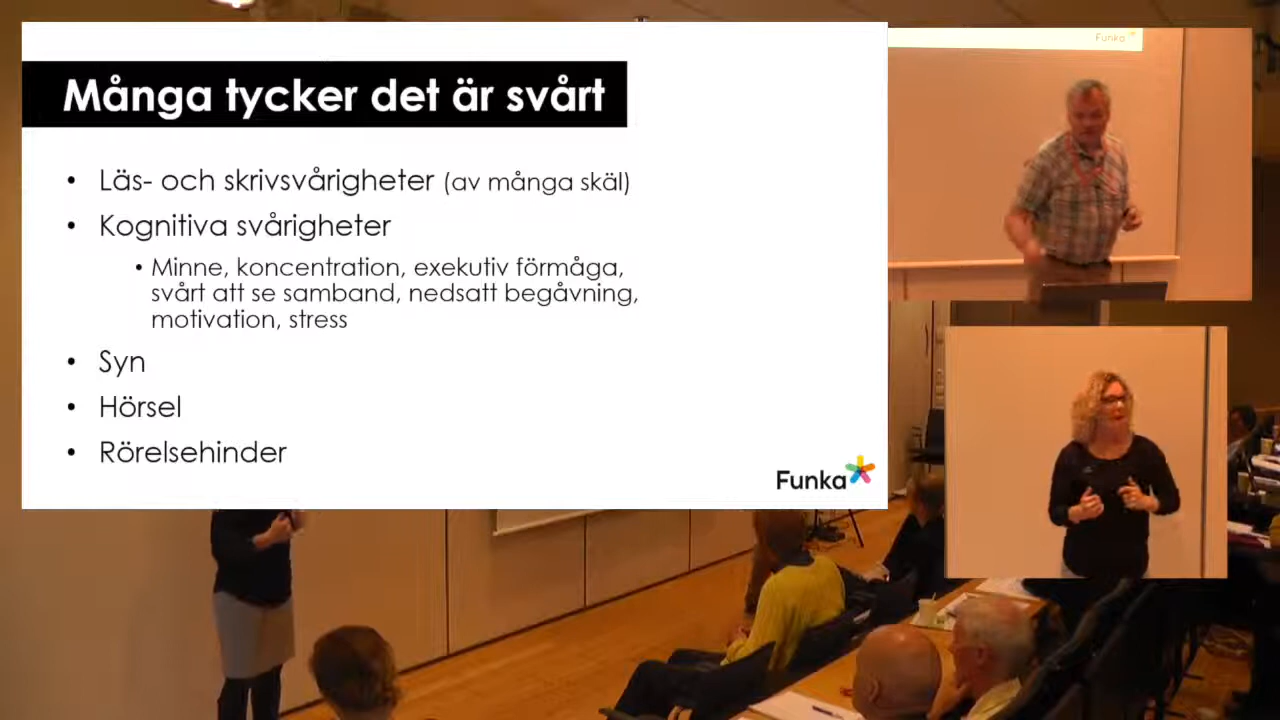 Funka
Många tycker det är svårt
• Läs- och skrivsvårigheter (av många skäl)
• Kognitiva svårigheter
• Minne, koncentration, exekutiv förmåga,
svårt att se samband, nedsatt begåvning,
motivation, stress
• Syn
• Hörsel
• Rörelsehinder
Funka